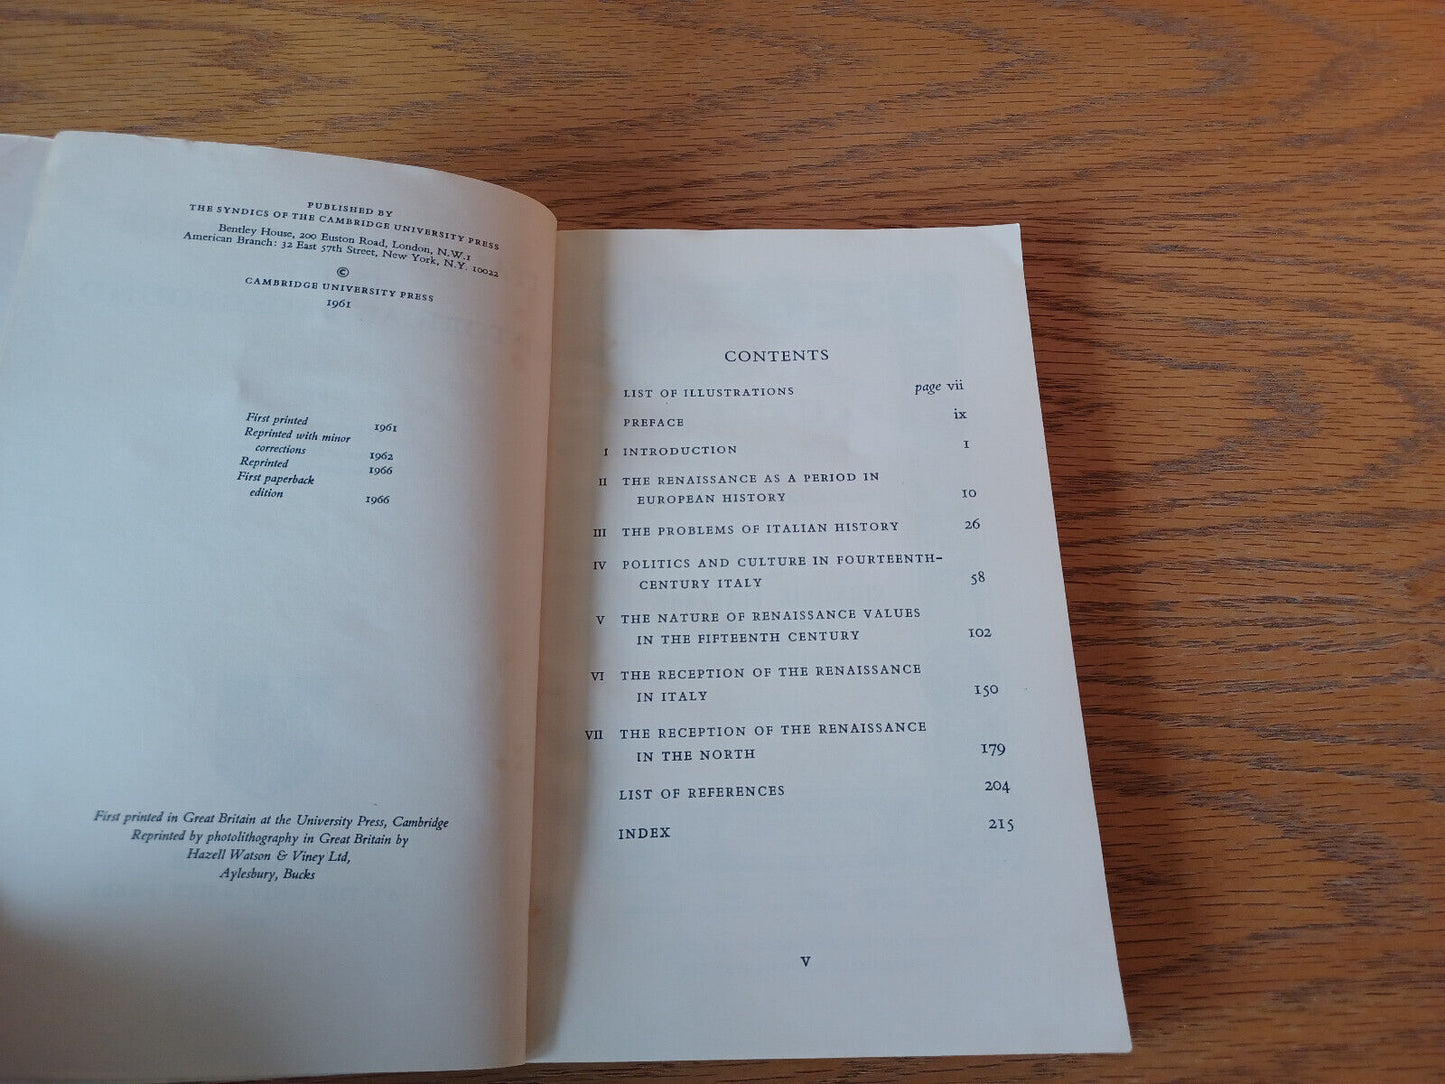 PUBLISHED BY
THE SYNDICS OF THE CAMBRIDGE UNIVERSITY PRESS
Bentley House, 200 Euston Road, London, N.W.1
American Branch: 32 East 57th Street, New York, N.Y. 10022
©
CAMBRIDGE UNIVERSITY PRESS
1961
First printed 1961
Reprinted with minor
corrections 1962
Reprinted 1966
First paperback
edition 1966
First printed in Great Britain at the University Press, Cambridge
Reprinted by photolithography in Great Britain by
Hazell Watson & Viney Ltd,
Aylesbury, Bucks
CONTENTS
LIST OF ILLUSTRATIONS page vii
PREFACE ix
I INTRODUCTION 1
II THE RENAISSANCE AS A PERIOD IN
EUROPEAN HISTORY 10
III THE PROBLEMS OF ITALIAN HISTORY 26
IV POLITICS AND CULTURE IN FOURTEENTH-
CENTURY ITALY 58
V THE NATURE OF RENAISSANCE VALUES
IN THE FIFTEENTH CENTURY 102
VI THE RECEPTION OF THE RENAISSANCE
IN ITALY 150
VII THE RECEPTION OF THE RENAISSANCE
IN THE NORTH 179
LIST OF REFERENCES 204
INDEX 215
V